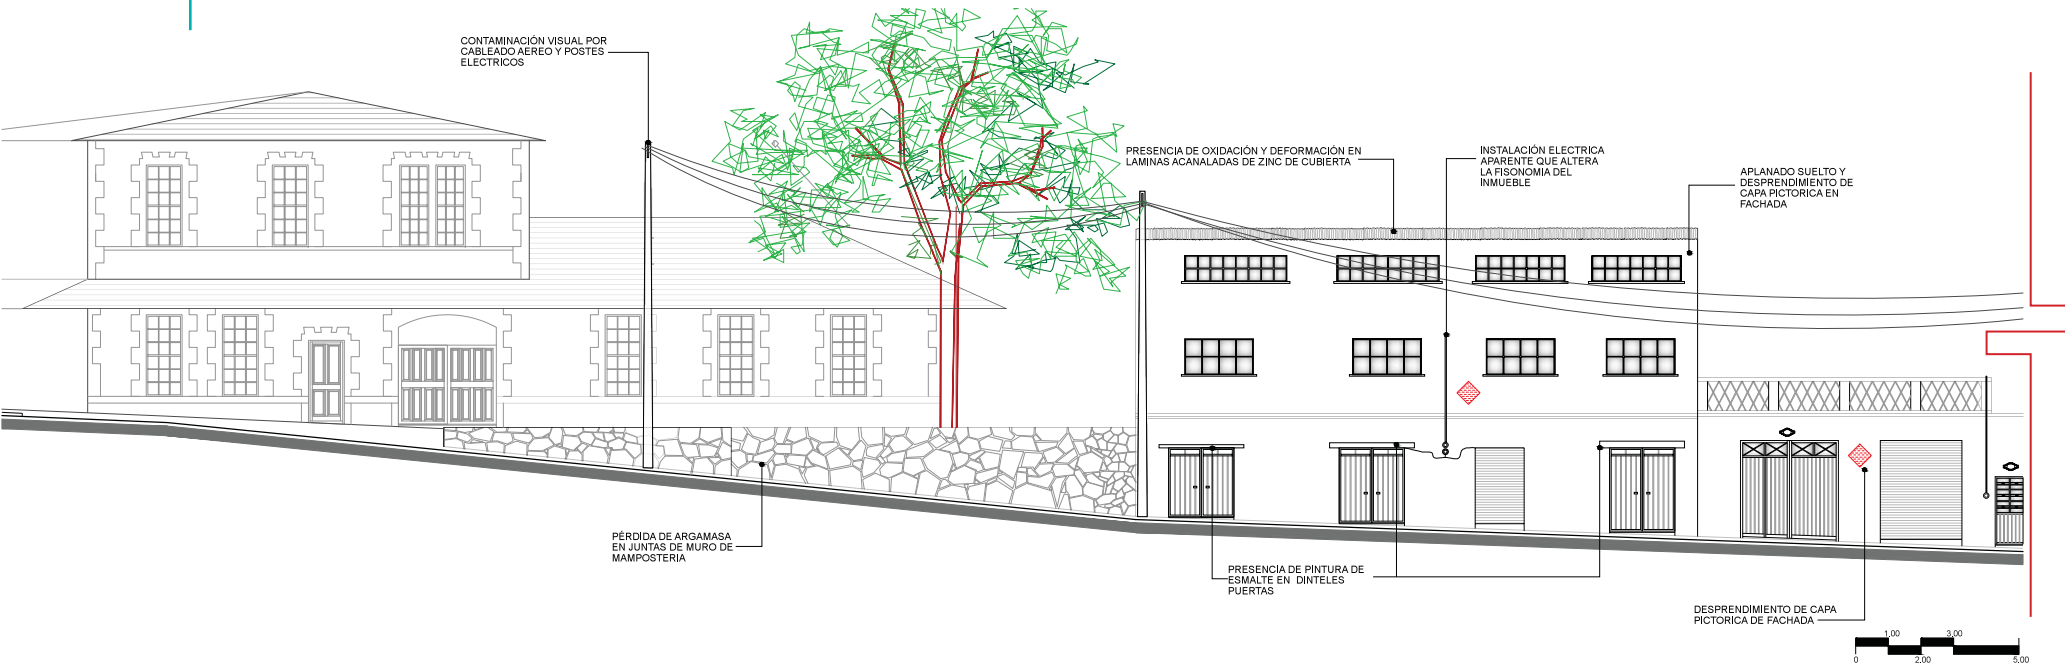 CONTAMINACIÓN VISUAL POR
CABLEADO AEREO Y POSTES
ELECTRICOS
PRESENCIA DE OXIDACIÓN Y DEFORMACIÓN EN
LAMINAS ACANALADAS DE ZINC DE CUBIERTA
INSTALACIÓN ELECTRICA
APARENTE QUE ALTERA
LA FISONOMIA DEL
INMUEBLE
APLANADO SUELTO Y
DESPRENDIMIENTO DE
CAPA PICTORICA EN
FACHADA
PÉRDIDA DE ARGAMASA
EN JUNTAS DE MURO DE
MAMPOSTERIA
PRESENCIA DE PINTURA DE
ESMALTE EN DINTELES
PUERTAS
DESPRENDIMIENTO DE CAPA
PICTORICA DE FACHADA
1.00 3.00
0 2.00 5.00